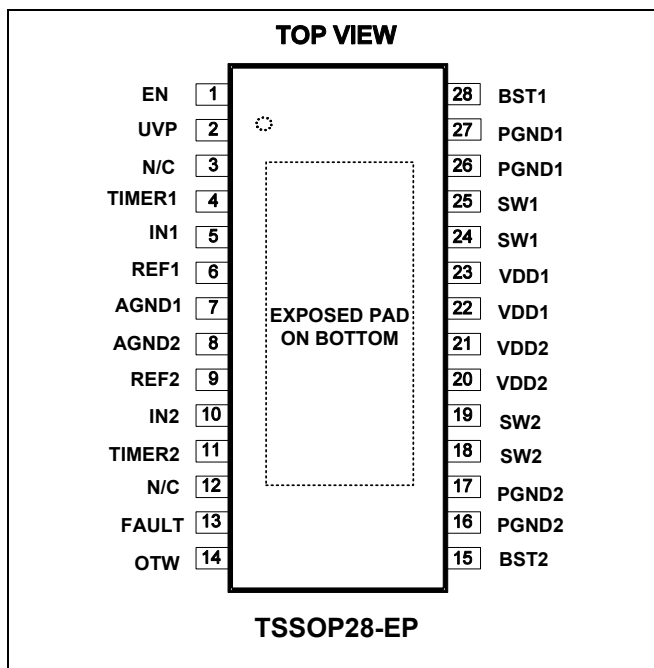 TOP VIEW
EN 1 28 BST1
UVP 2 27 PGND1
N/C 3 26 PGND1
TIMER1 4 25 SW1
IN1 5 24 SW1
REF1 6 23 VDD1
AGND1 7 22 VDD1
EXPOSED PAD
ON BOTTOM
AGND2 8 21 VDD2
REF2 9 20 VDD2
IN2 10 19 SW2
TIMER2 11 18 SW2
N/C 12 17 PGND2
FAULT 13 16 PGND2
OTW 14 15 BST2
TSSOP28-EP